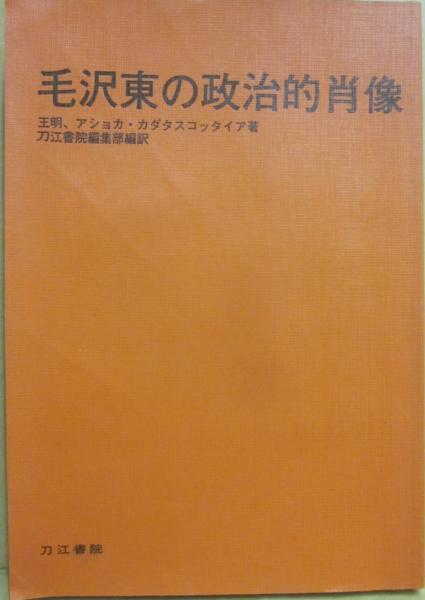 毛沢東の政治的肖像
王明、アショカ・カダタスコッタイア著
刀江書院編集部編訳
刀江書院